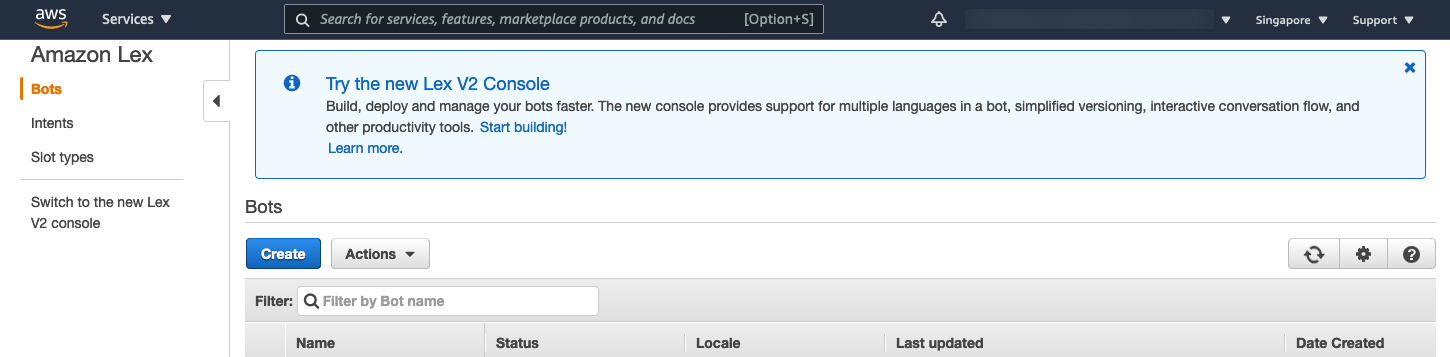 aws Services Search for services, features, marketplace products, and docs [Option+S] Singapore Support
Amazon Lex
Bots
Intents
Slot types
Switch to the new Lex
V2 console
Try the new Lex V2 Console
Build, deploy and manage your bots faster. The new console provides support for multiple languages in a bot, simplified versioning, interactive conversation flow, and
other productivity tools. Start building!
Learn more.
Bots
Create Actions
Filter: Filter by Bot name
Name Status Locale Last updated Date Created